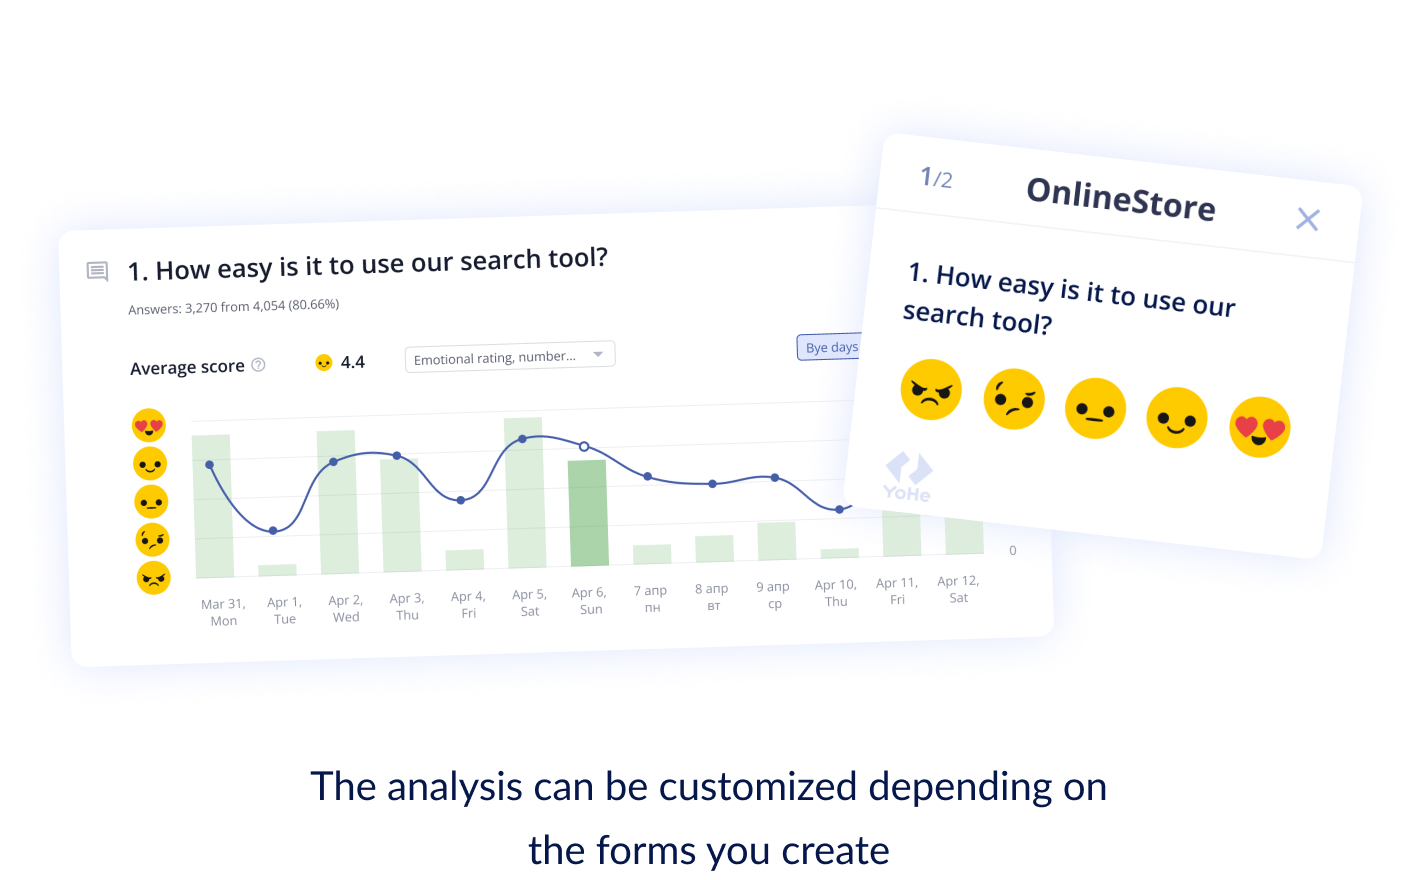 1/2
OnlineStore
1. How easy is it to use our
search tool?
YoHe
1. How easy is it to use our search tool?
Answers: 3,270 from 4,054 (80.66%)
Average score
?
4.4
Emotional rating, number...
Bye days
0
Mar 31,
Mon
Apr 1,
Tue
Apr 2,
Wed
Apr 3,
Thu
Apr 4,
Fri
Apr 5,
Sat
Apr 6,
Sun
7 апр
пн
8 апр
вт
9 апр
ср
Apr 10,
Thu
Apr 11,
Fri
Apr 12,
Sat
The analysis can be customized depending on
the forms you create